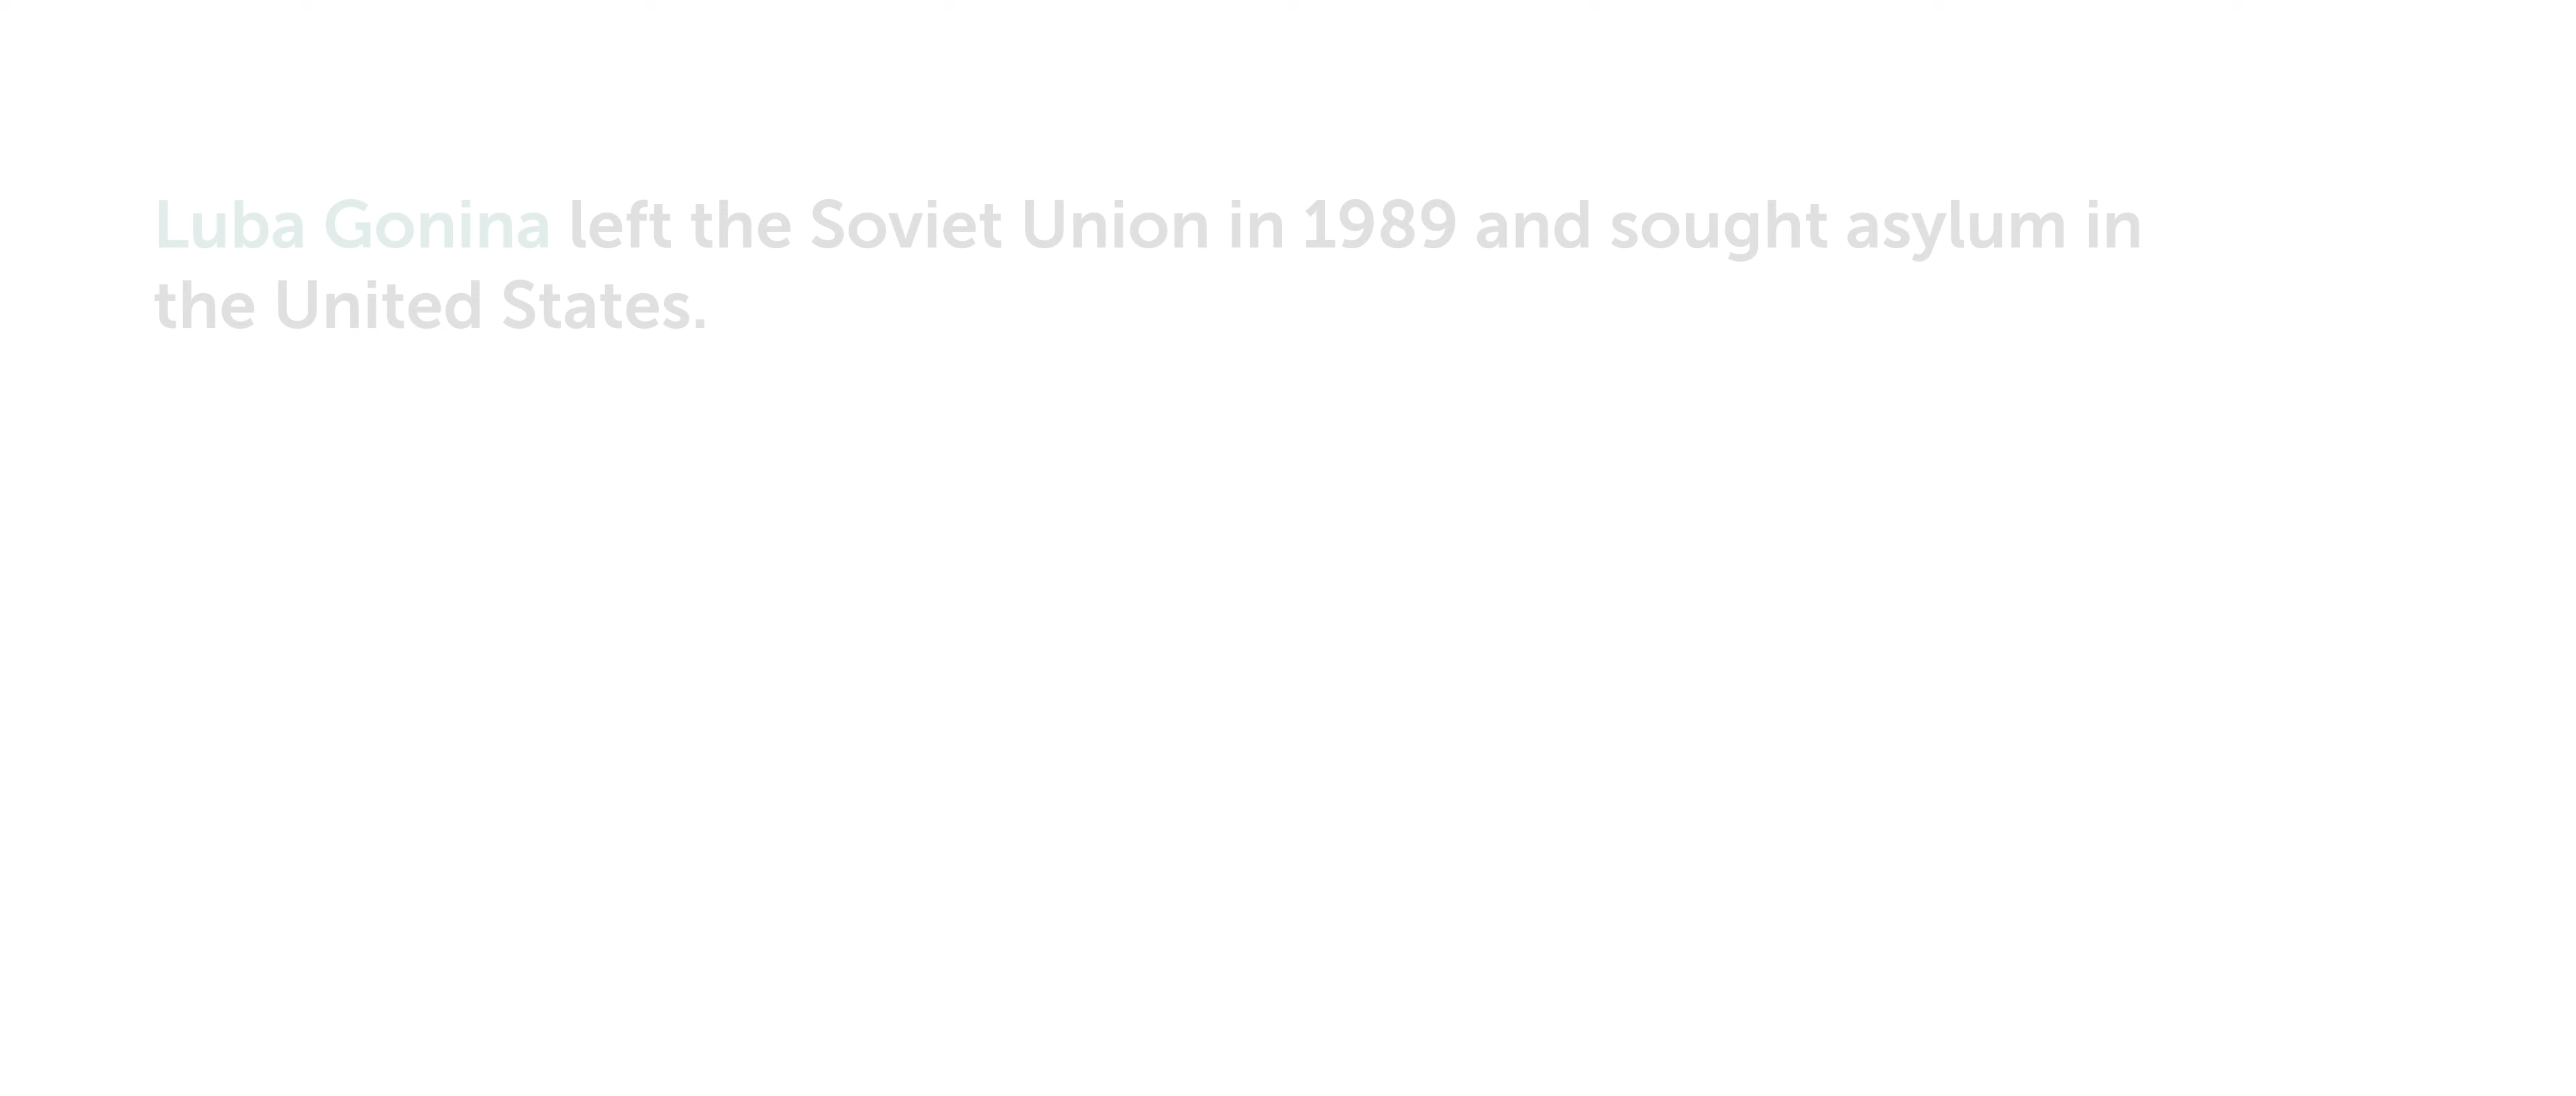 Luba Gonina left the Soviet Union in 1989 and sought asylum in
the United States.